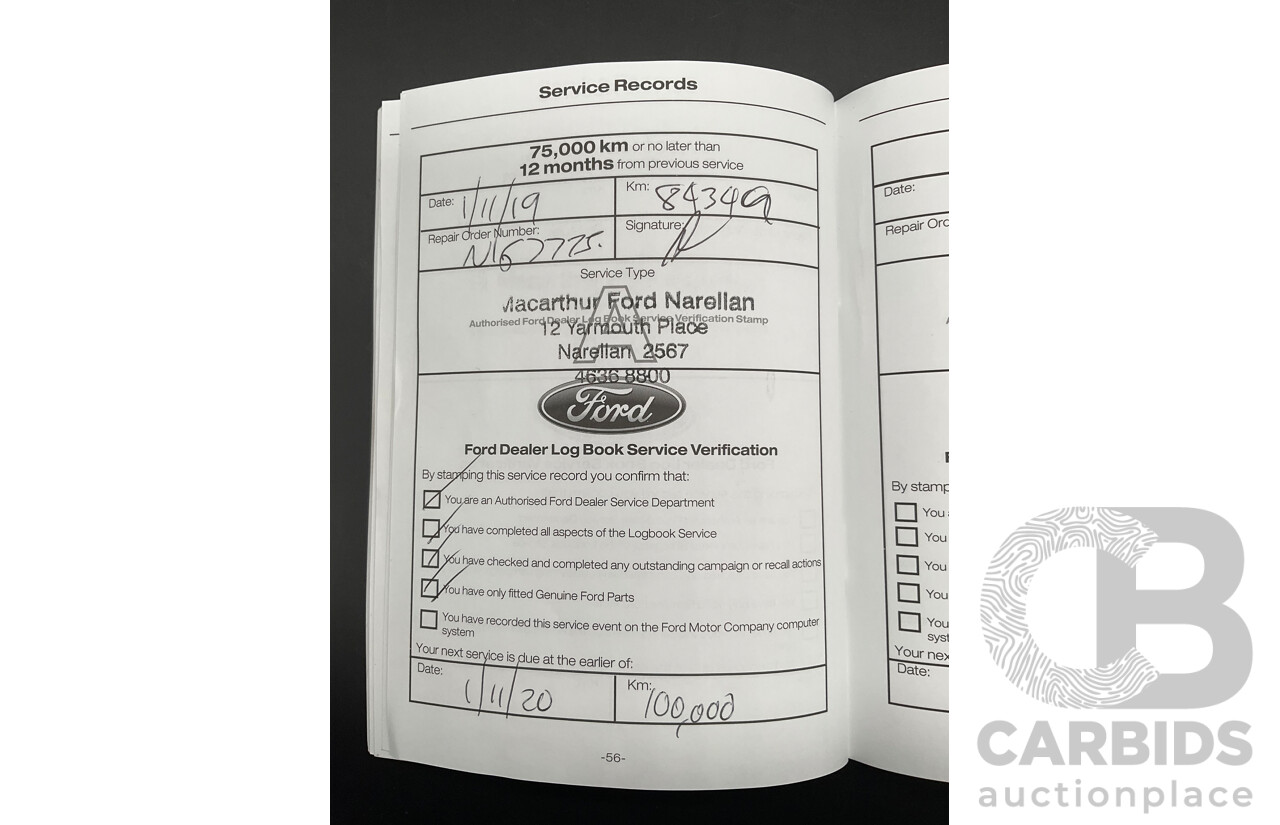 Service Records
75,000 km or no later than
12 months from previous service
Date: 1/11/19
Km: 84349
Repair Order Number: N167775.
Signature:
Service Type
A
Macarthur Ford Narellan
Authorised Ford Dealer Log Book Service Verification Stamp
12 Yarmouth Place
Narellan 2567
4636 8800
Ford
Ford Dealer Log Book Service Verification
By stamping this service record you confirm that:
You are an Authorised Ford Dealer Service Department
You have completed all aspects of the Logbook Service
You have checked and completed any outstanding campaign or recall actions
You have only fitted Genuine Ford Parts
You have recorded this service event on the Ford Motor Company computer
system
Your next service is due at the earlier of:
Date: 1/11/20
Km: 100,000
-56-
Date:
Repair Ord
By stamp
You
You
You
You
You
syst
Your nex
Date:
CB
CARBIDS
auctionplace